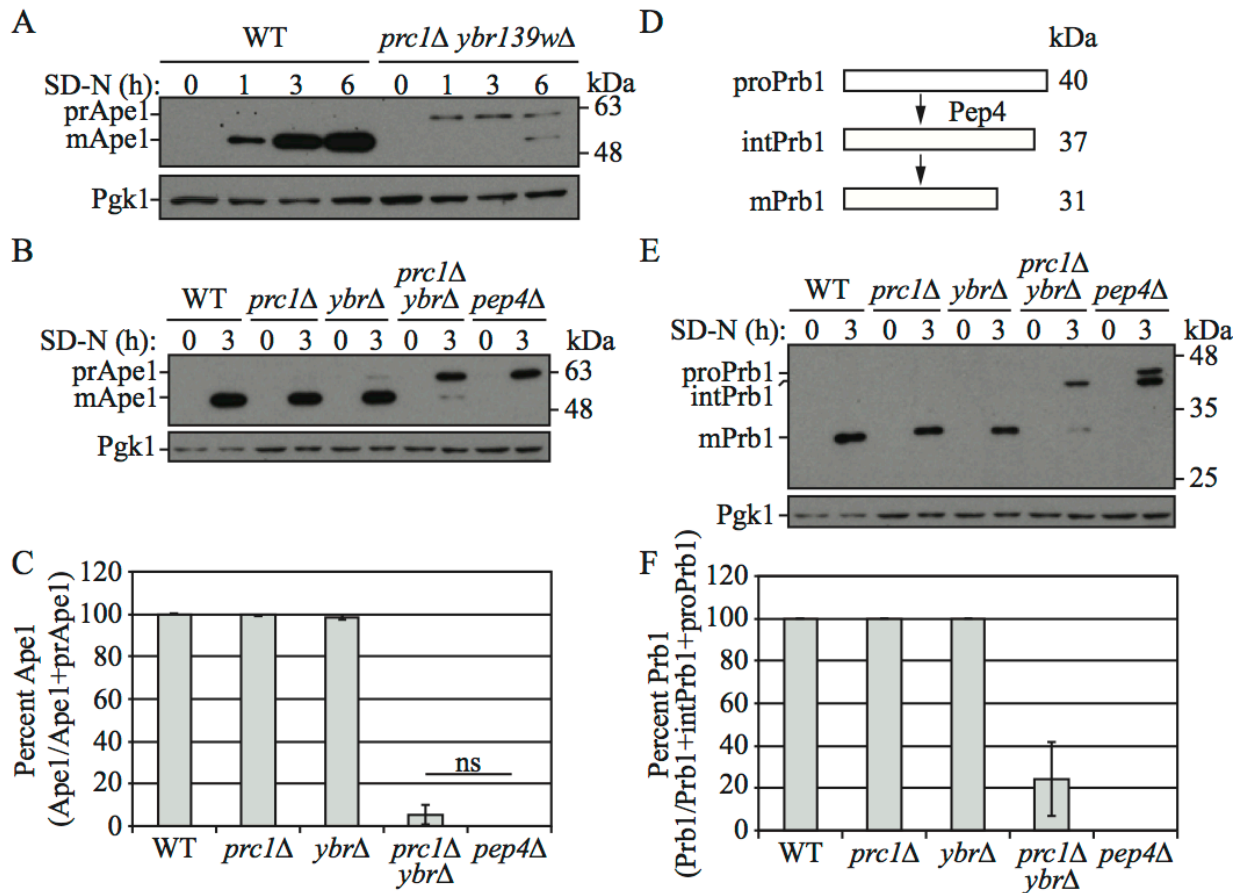 A
WT prc1Δ ybr139wΔ
SD-N (h): 0 1 3 6 0 1 3 6 kDa
prApe1 63
mApe1 48
Pgk1
D
kDa
proPrb1 40
Pep4
intPrb1 37
mPrb1 31
B
prc1Δ
WT prc1Δ ybrΔ ybrΔ pep4Δ
SD-N (h): 0 3 0 3 0 3 0 3 0 3 kDa
prApe1 63
mApe1 48
Pgk1
E
prc1Δ
WT prc1Δ ybrΔ ybrΔ pep4Δ
SD-N (h): 0 3 0 3 0 3 0 3 0 3 kDa
48
proPrb1
intPrb1
35
mPrb1
25
Pgk1
C
Percent Ape1
(Ape1/Ape1+prApe1)
120
100
80
60
40
20
0
ns
WT prc1Δ ybrΔ prc1Δ pep4Δ
ybrΔ
F
Percent Prb1
(Prb1/Prb1+intPrb1+proPrb1)
120
100
80
60
40
20
0
WT prc1Δ ybrΔ prc1Δ pep4Δ
ybrΔ